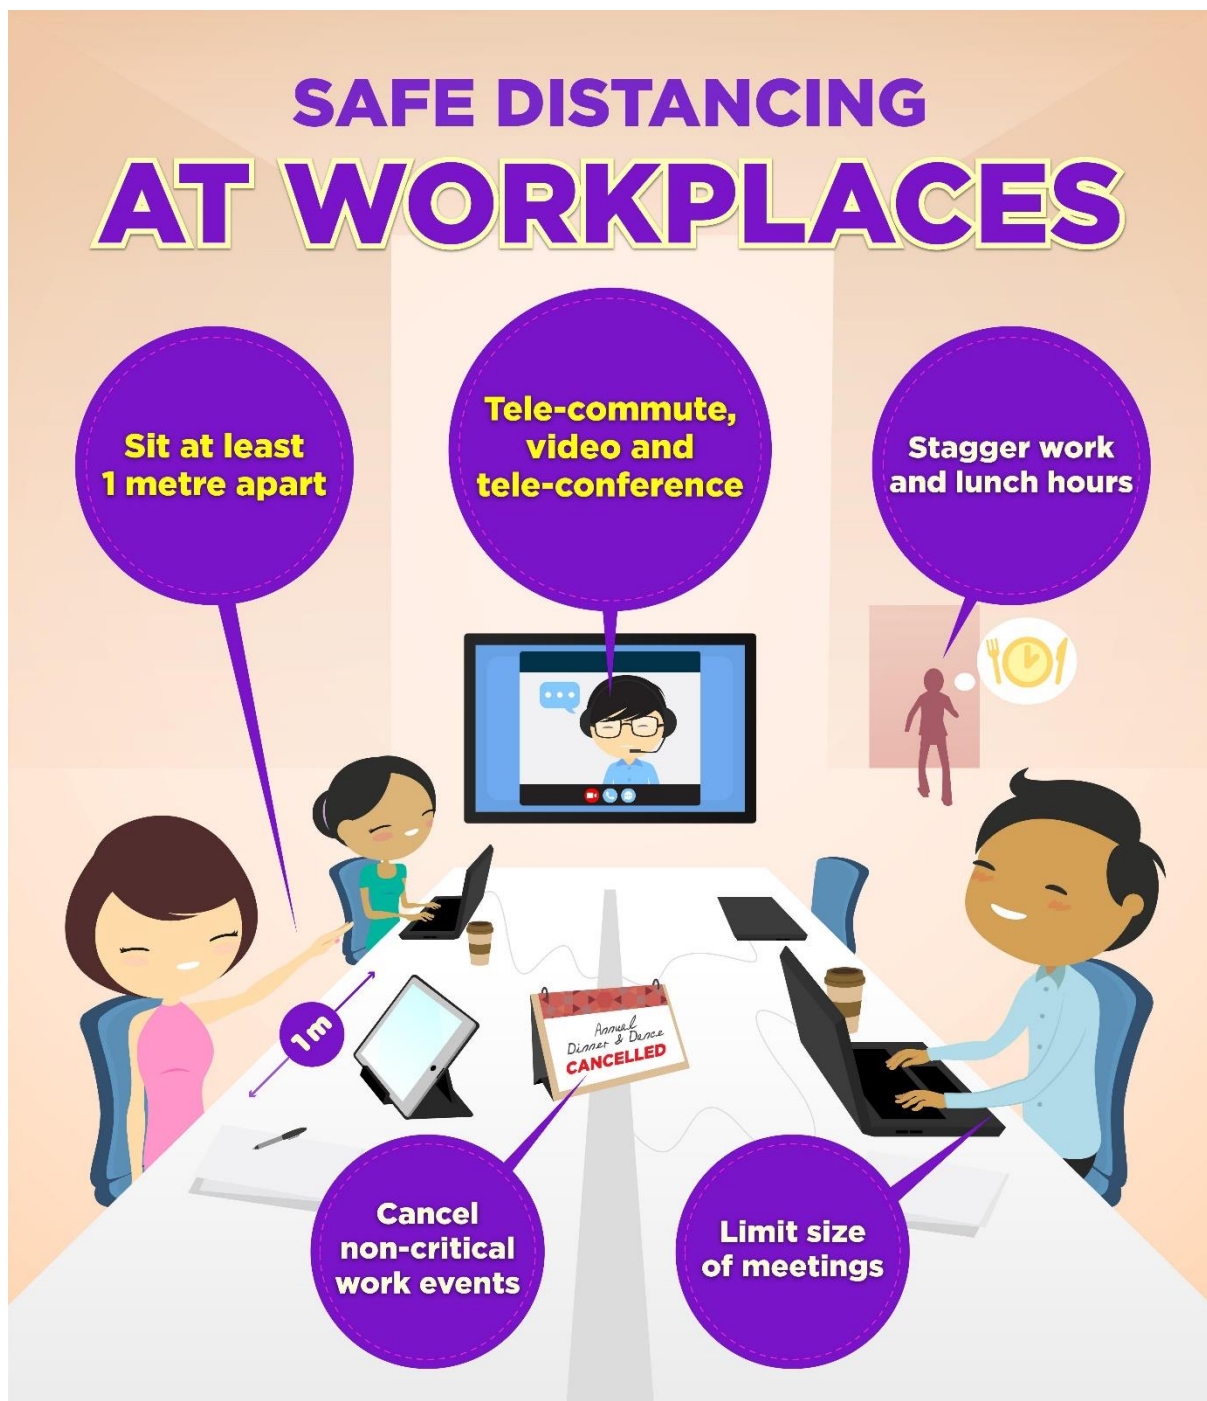 SAFE DISTANCING
AT WORKPLACES
Sit at least
1 metre apart
Tele-commute,
video and
tele-conference
Stagger work
and lunch hours
1m
Annual
Dinner & Dance
CANCELLED
Cancel
non-critical
work events
Limit size
of meetings